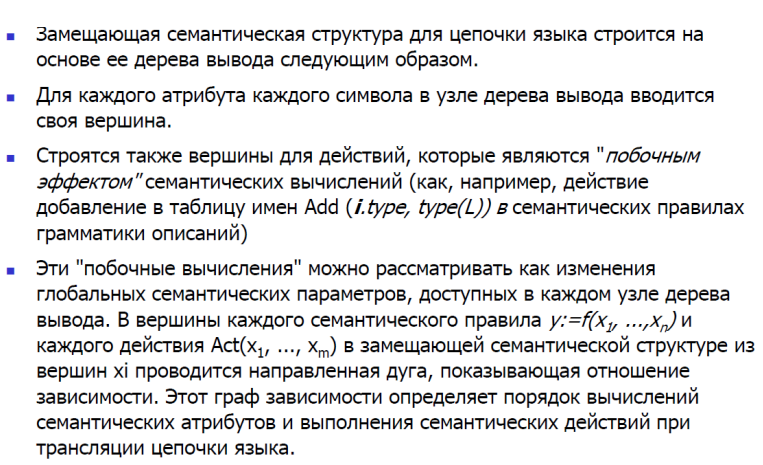 Замещающая семантическая структура для цепочки языка строится на
основе ее дерева вывода следующим образом.
Для каждого атрибута каждого символа в узле дерева вывода вводится
своя вершина.
Строятся также вершины для действий, которые являются "побочным
эффектом" семантических вычислений (как, например, действие
добавление в таблицу имен Add (i.type, type(L)) в семантических правилах
грамматики описаний)
Эти "побочные вычисления" можно рассматривать как изменения
глобальных семантических параметров, доступных в каждом узле дерева
вывода. В вершины каждого семантического правила y:=f(x1, ...,xn) и
каждого действия Act(x1, ..., xm) в замещающей семантической структуре из
вершин xi проводится направленная дуга, показывающая отношение
зависимости. Этот граф зависимости определяет порядок вычислений
семантических атрибутов и выполнения семантических действий при
трансляции цепочки языка.